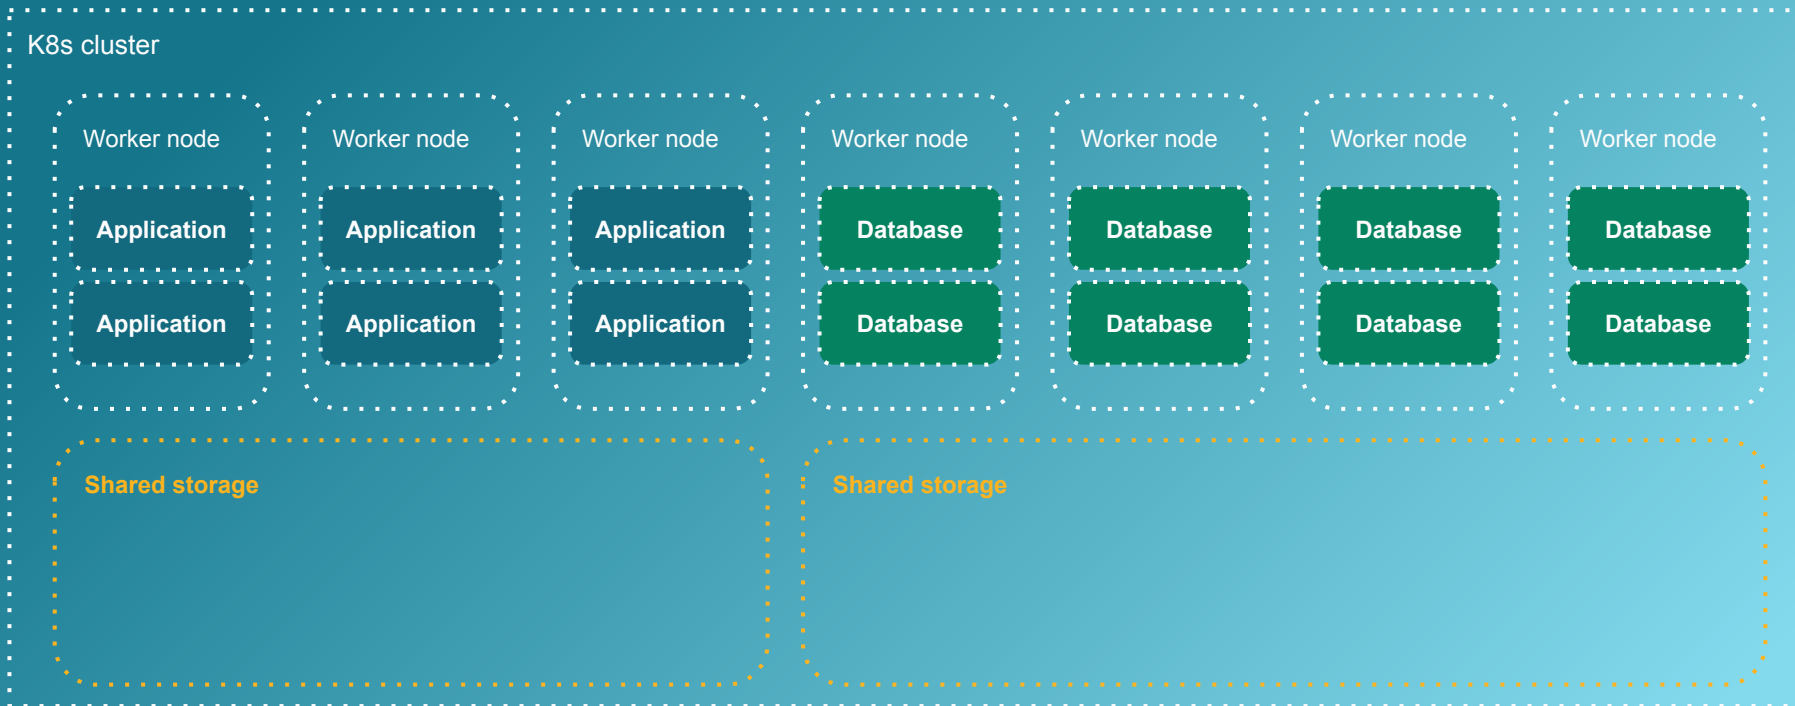 K8s cluster
Worker node Worker node Worker node Worker node Worker node Worker node Worker node
Application Application Application Database Database Database Database
Application Application Application Database Database Database Database
Shared storage Shared storage